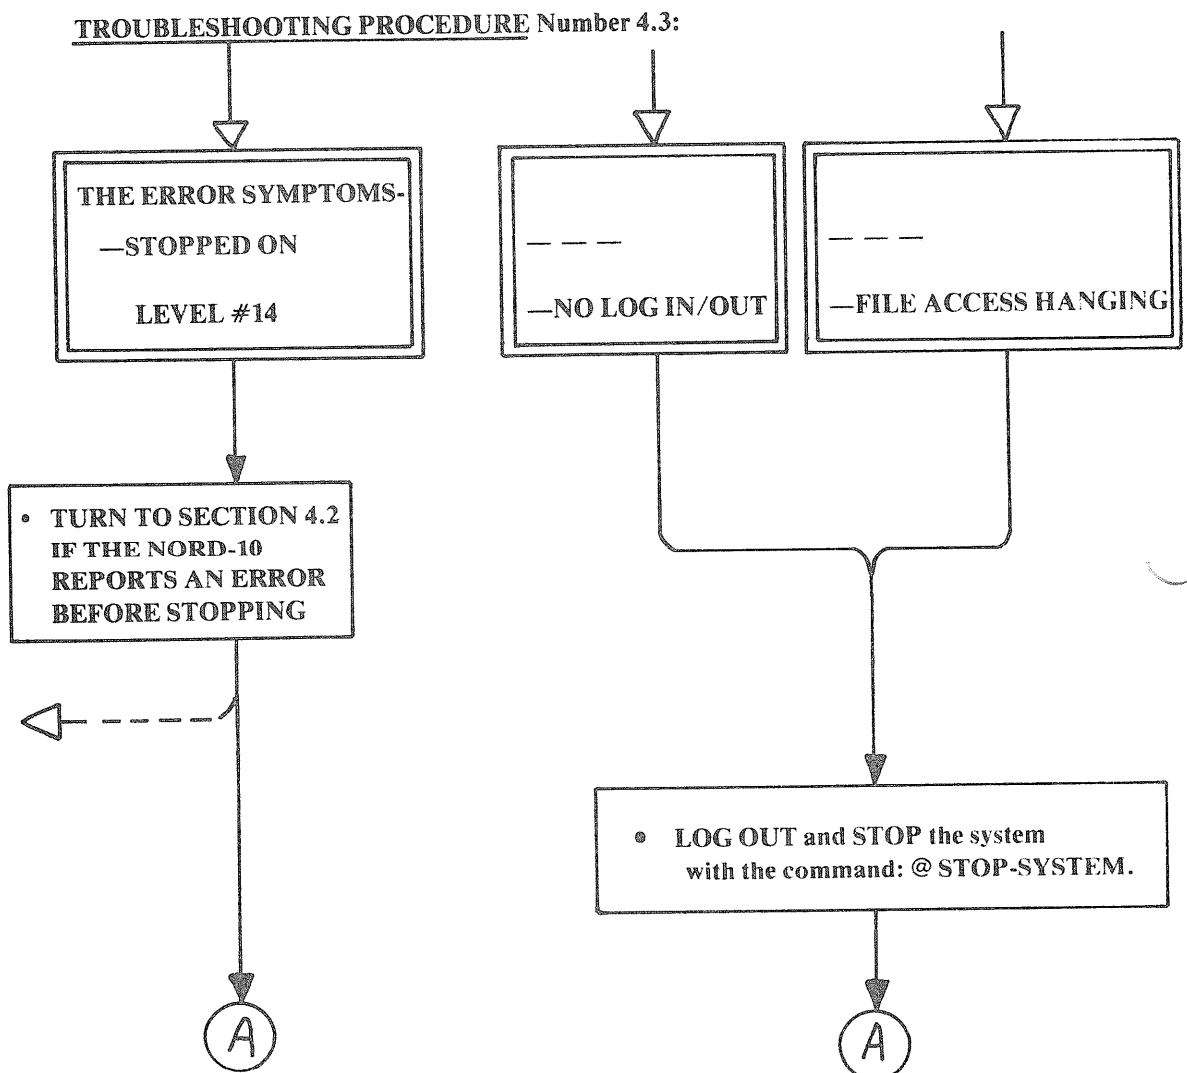 TROUBLESHOOTING PROCEDURE Number 4.3:
THE ERROR SYMPTOMS-
—STOPPED ON
LEVEL #14
— — —
—NO LOG IN/OUT
— — —
—FILE ACCESS HANGING
• TURN TO SECTION 4.2
IF THE NORD-10
REPORTS AN ERROR
BEFORE STOPPING
• LOG OUT and STOP the system
with the command: @ STOP-SYSTEM.
A
A